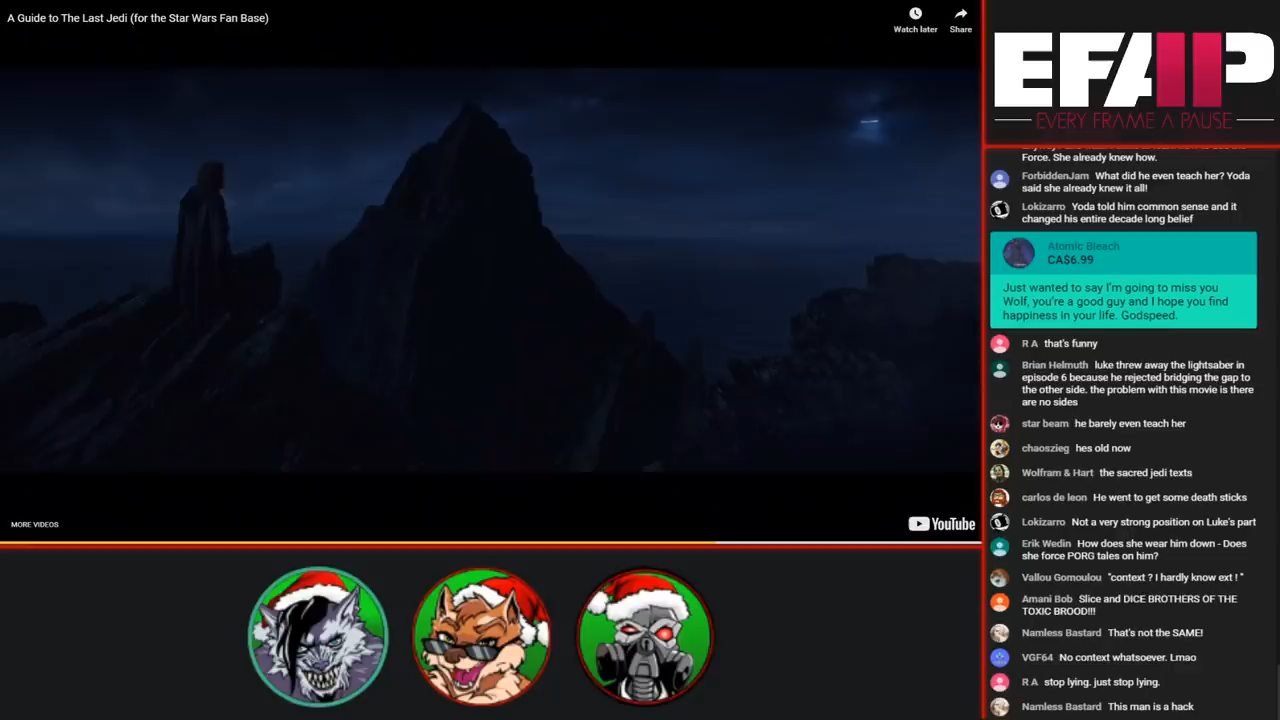 A Guide to The Last Jedi (for the Star Wars Fan Base)
Watch later
Share
MORE VIDEOS
YouTube
EFAP
EVERY FRAME A PAUSE
Force. She already knew how.
ForbiddenJam What did he even teach her? Yoda
said she already knew it all!
Lokizarro Yoda told him common sense and it
changed his entire decade long belief
Atomic Bleach
CA$6.99
Just wanted to say I'm going to miss you
Wolf, you're a good guy and I hope you find
happiness in your life. Godspeed.
R A that's funny
Brian Helmuth luke threw away the lightsaber in
episode 6 because he rejected bridging the gap to
the other side. the problem with this movie is there
are no sides
star beam he barely even teach her
chaoszieg hes old now
Wolfram & Hart the sacred jedi texts
carlos de leon He went to get some death sticks
Lokizarro Not a very strong position on Luke's part
Erik Wedin How does she wear him down - Does
she force PORG tales on him?
Vallou Gomoulou "context ? I hardly know ext ! "
Amani Bob Slice and DICE BROTHERS OF THE
TOXIC BROOD!!!
Namless Bastard That's not the SAME!
VGF64 No context whatsoever. Lmao
R A stop lying. just stop lying.
Namless Bastard This man is a hack